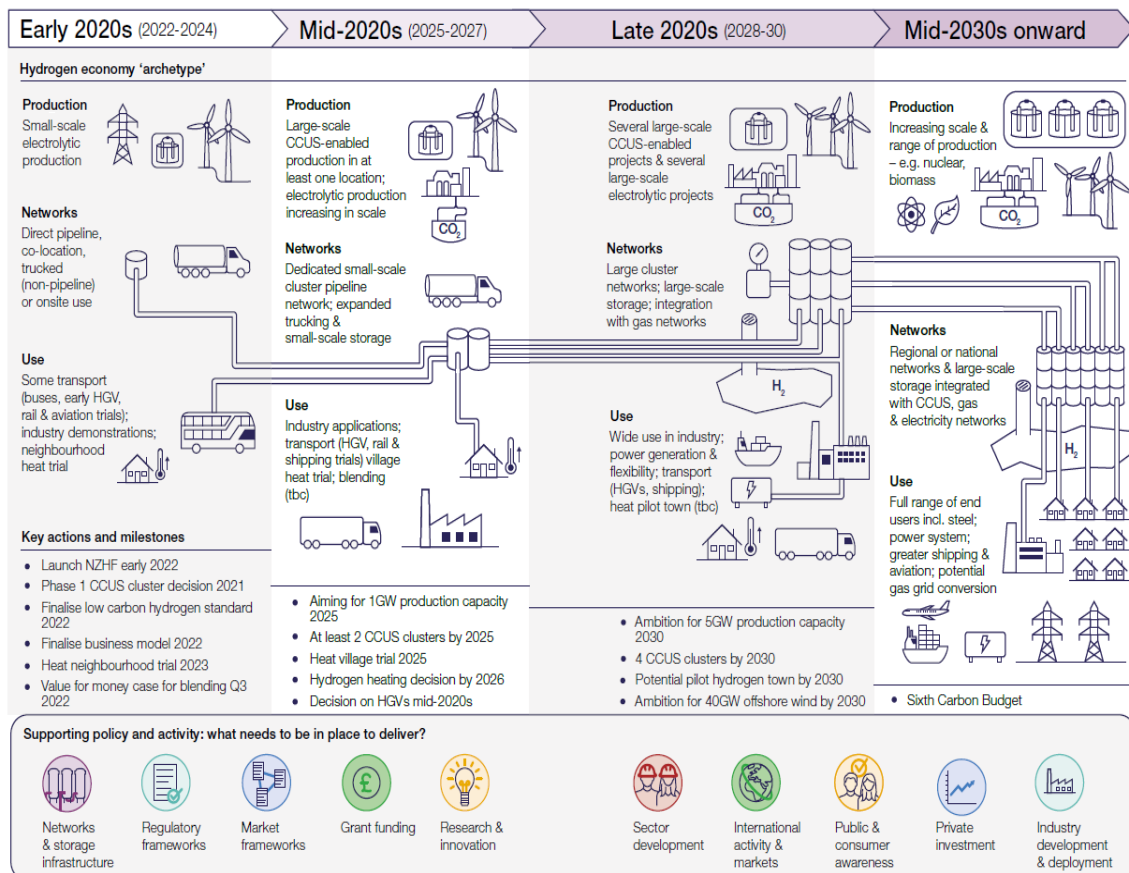 Early 2020s (2022-2024)
Mid-2020s (2025-2027)
Late 2020s (2028-30)
Mid-2030s onward
Hydrogen economy ‘archetype’
Production
Small-scale
electrolytic
production
Networks
Direct pipeline,
co-location,
trucked
(non-pipeline)
or onsite use
Use
Some transport
(buses, early HGV,
rail & aviation trials);
industry demonstrations;
neighbourhood
heat trial
Key actions and milestones
• Launch NZHF early 2022
• Phase 1 CCUS cluster decision 2021
• Finalise low carbon hydrogen standard
2022
• Finalise business model 2022
• Heat neighbourhood trial 2023
• Value for money case for blending Q3
2022
Production
Large-scale
CCUS-enabled
production in at
least one location;
electrolytic production
increasing in scale
CO2
Networks
Dedicated small-scale
cluster pipeline
network; expanded
trucking &
small-scale storage
Use
Industry applications;
transport (HGV, rail &
shipping trials) village
heat trial; blending
(tbc)
• Aiming for 1GW production capacity
2025
• At least 2 CCUS clusters by 2025
• Heat village trial 2025
• Hydrogen heating decision by 2026
• Decision on HGVs mid-2020s
Production
Several large-scale
CCUS-enabled
projects & several
large-scale
electrolytic projects
CO2
Networks
Large cluster
networks; large-scale
storage; integration
with gas networks
H2
Use
Wide use in industry;
power generation &
flexibility; transport
(HGVs, shipping);
heat pilot town (tbc)
• Ambition for 5GW production capacity
2030
• 4 CCUS clusters by 2030
• Potential pilot hydrogen town by 2030
• Ambition for 40GW offshore wind by 2030
Production
Increasing scale &
range of production
– e.g. nuclear,
biomass
CO2
Networks
Regional or national
networks & large-scale
storage integrated
with CCUS, gas
& electricity networks
H2
Use
Full range of end
users incl. steel;
power system;
greater shipping &
aviation; potential
gas grid conversion
• Sixth Carbon Budget
Supporting policy and activity: what needs to be in place to deliver?
Networks
& storage
infrastructure
Regulatory
frameworks
Market
frameworks
£
Grant funding
Research &
innovation
Sector
development
International
activity &
markets
Public &
consumer
awareness
Private
investment
Industry
development
& deployment